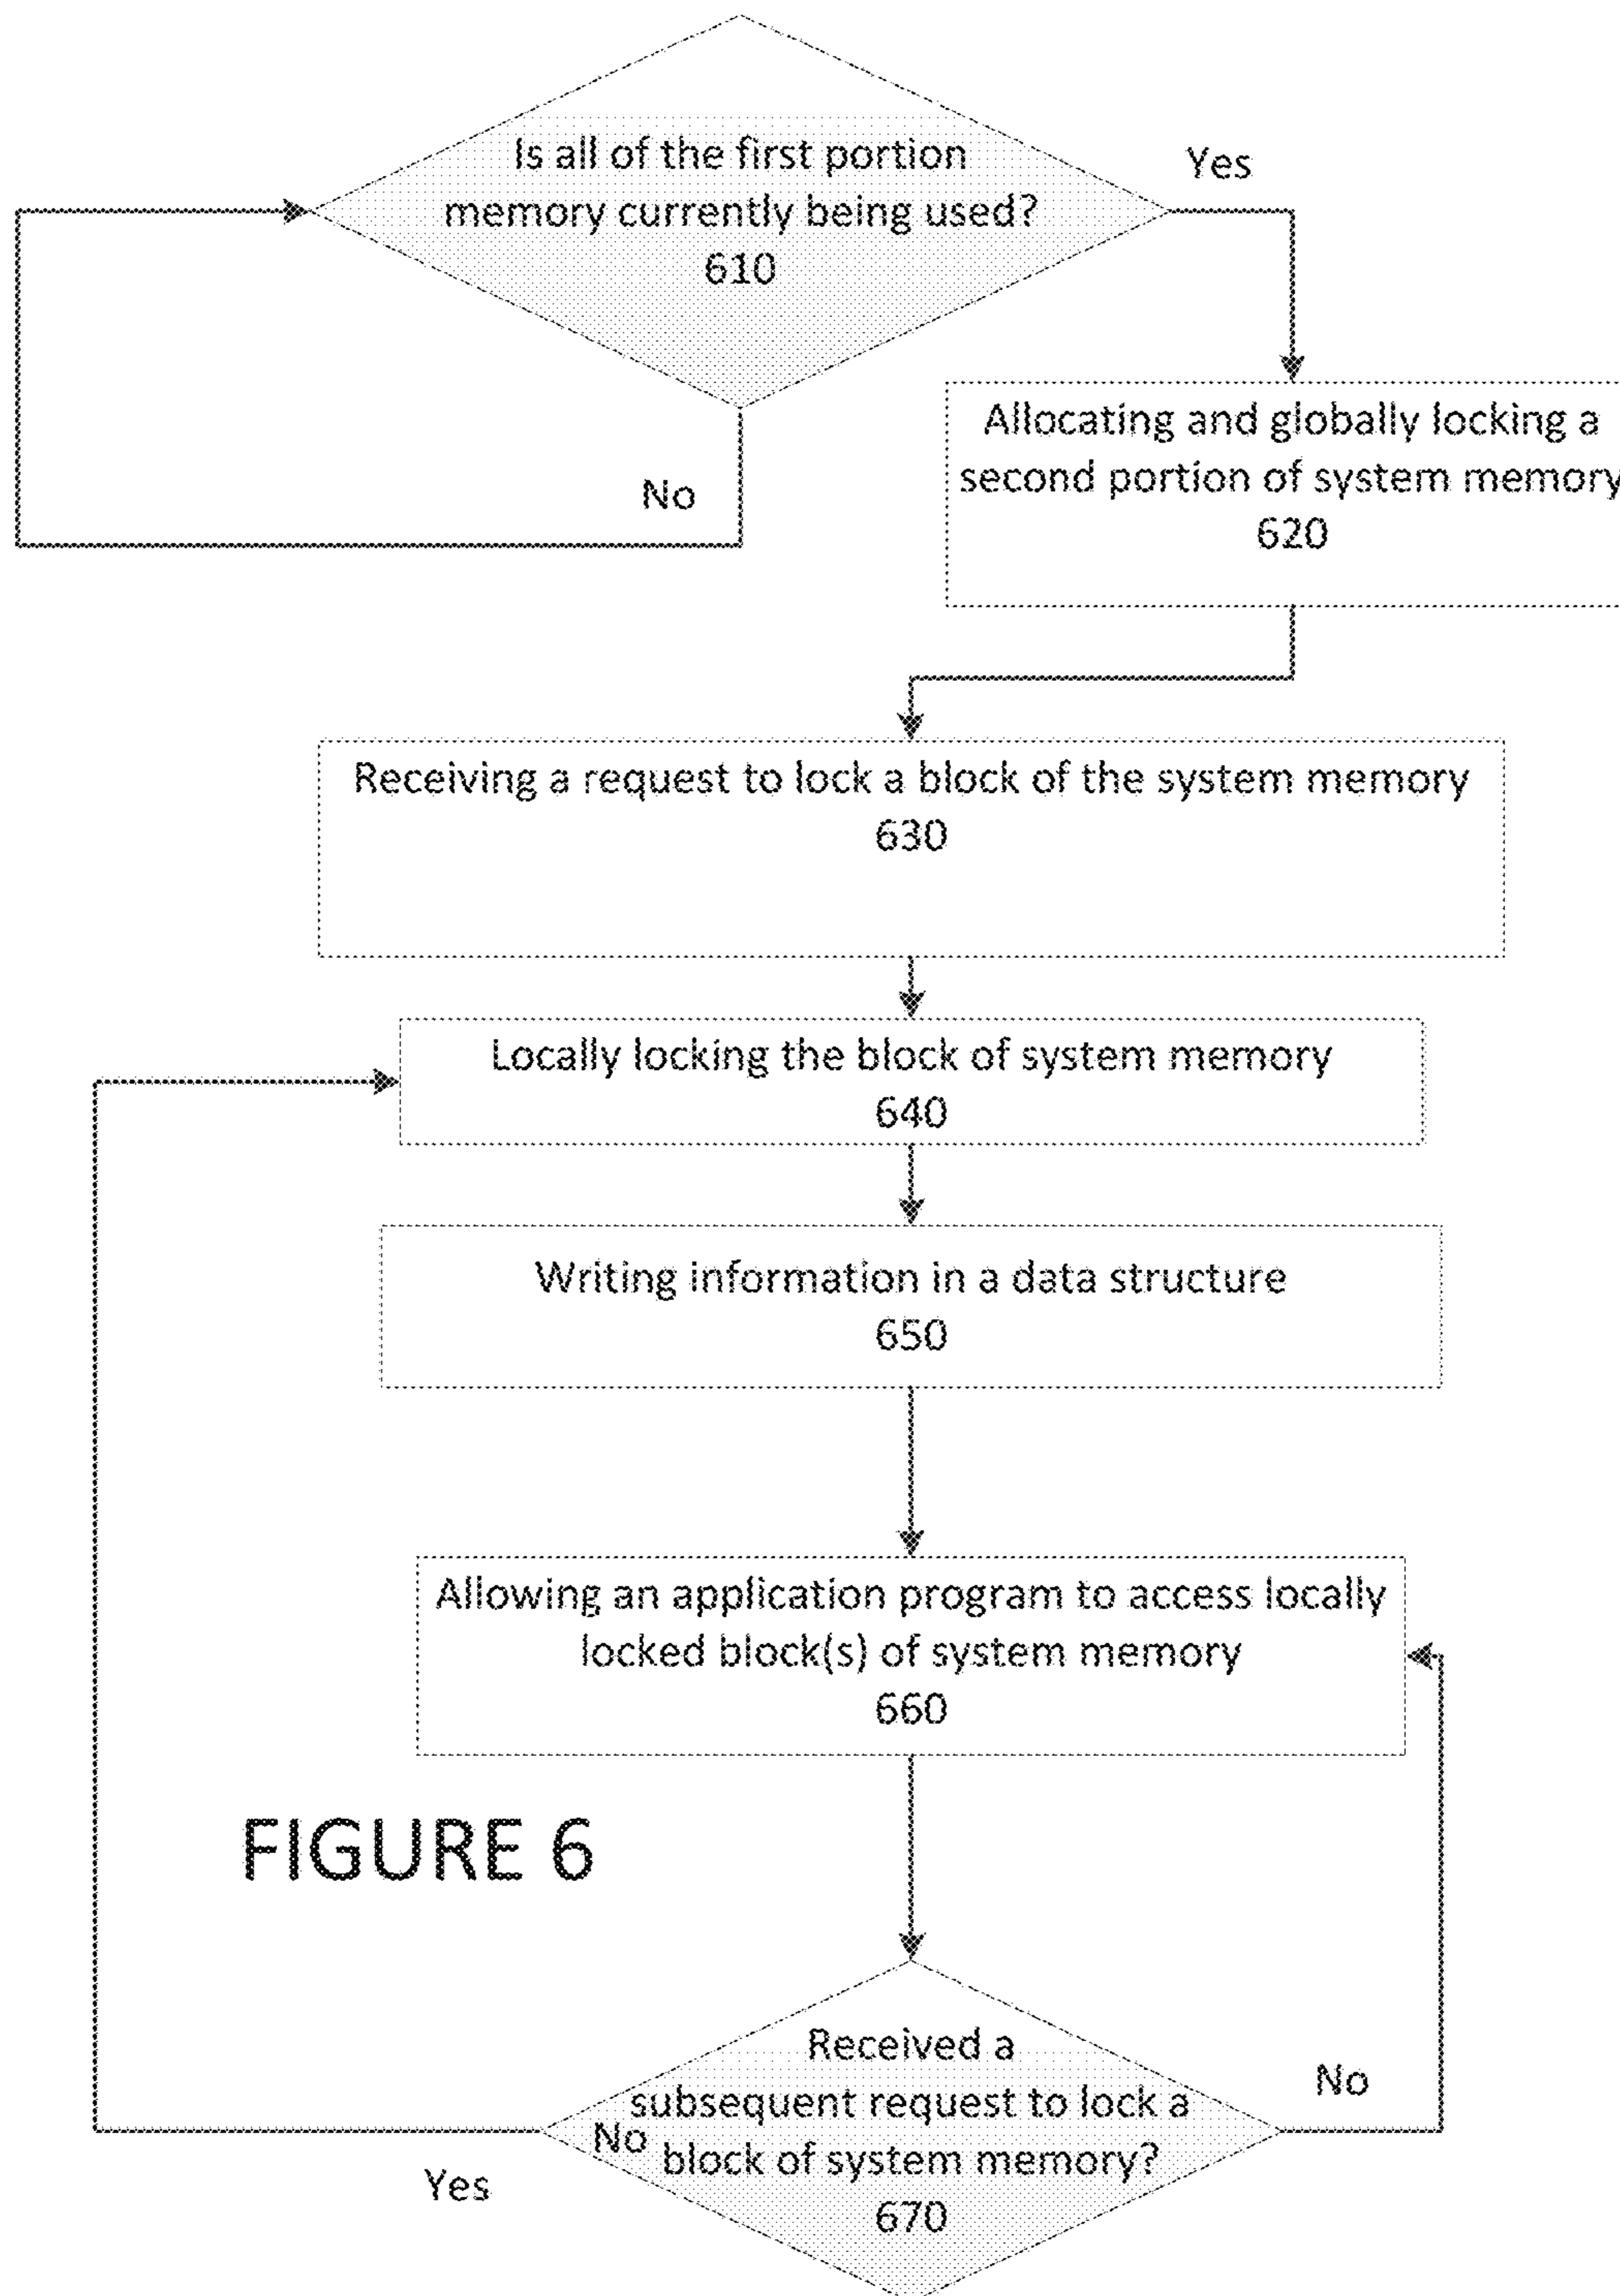 Is all of the first portion
memory currently being used?
610
Yes
No
Allocating and globally locking a
second portion of system memory
620
Receiving a request to lock a block of the system memory
630
Locally locking the block of system memory
640
Writing information in a data structure
650
Allowing an application program to access locally
locked block(s) of system memory
660
FIGURE 6
Received a
subsequent request to lock a
block of system memory?
670
No
No
Yes